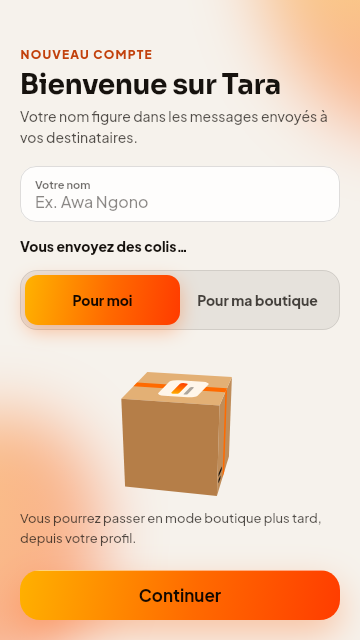 NOUVEAU COMPTE
Bienvenue sur Tara
Votre nom figure dans les messages envoyés à
vos destinataires.
Votre nom
Ex. Awa Ngono
Vous envoyez des colis…
Pour moi
Pour ma boutique
Vous pourrez passer en mode boutique plus tard,
depuis votre profil.
Continuer